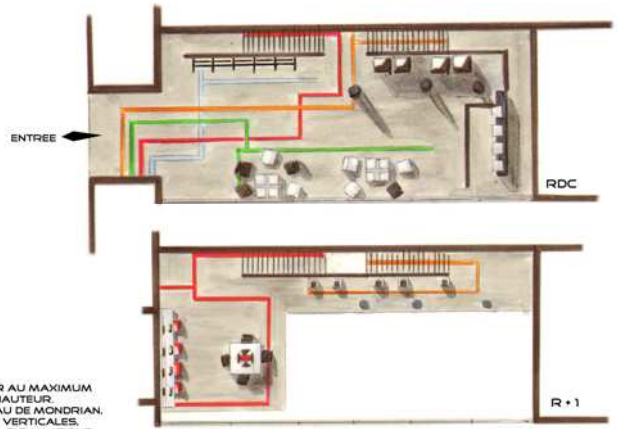 ENTREE
RDC
R AU MAXIMUM
HAUTEUR.
AU DE MONDRIAN.
VERTICALES,
R + 1